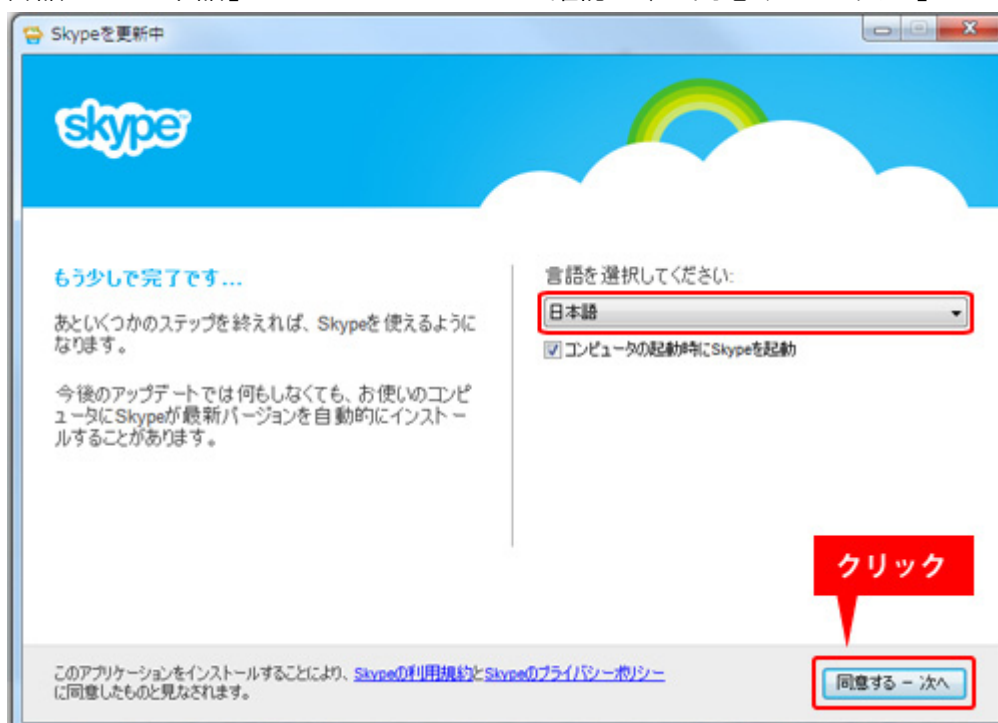 Skypeを更新中
skype
もう少しで完了です...
あといくつかのステップを終えれば、Skypeを使えるように
なります。
今後のアップデートでは何もしなくても、お使いのコンピ
ュータにSkypeが最新バージョンを自動的にインストー
ルすることがあります。
言語を選択してください:
日本語
コンピュータの起動時にSkypeを起動
クリック
このアプリケーションをインストールすることにより、Skypeの利用規約とSkypeのプライバシーポリシー
に同意したものと見なされます。
同意する - 次へ